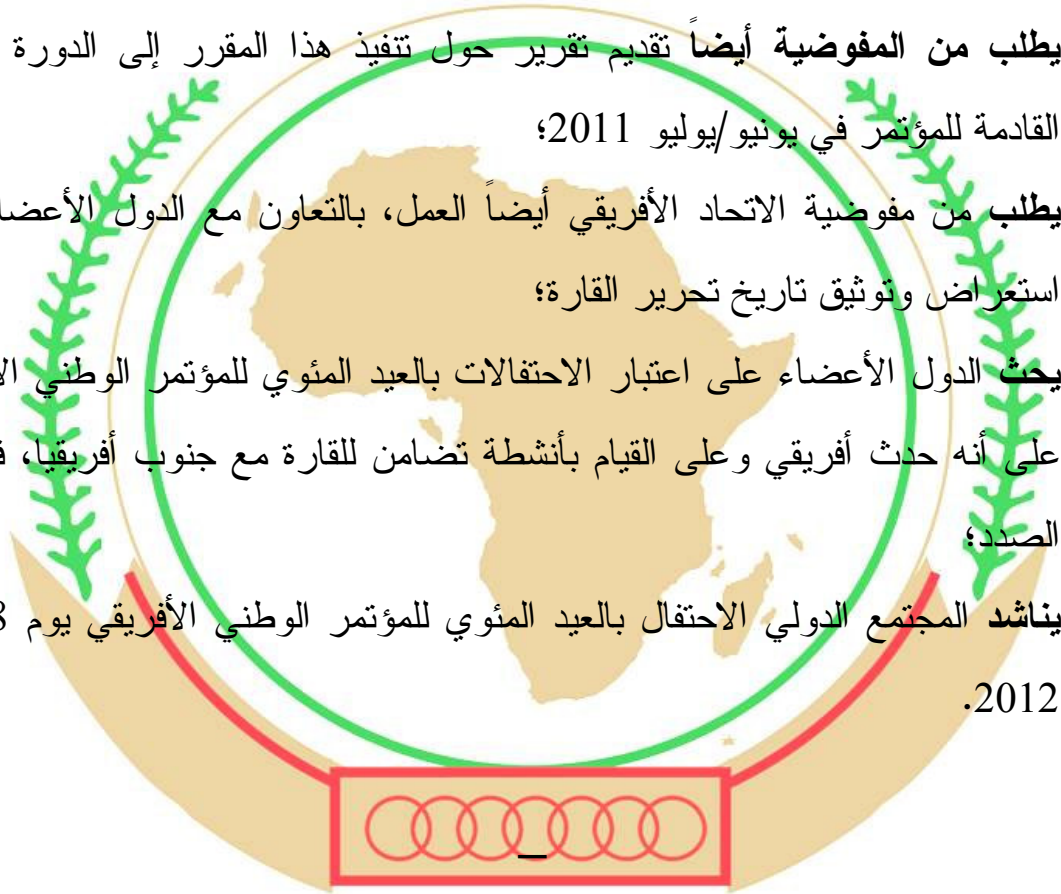 يطلب من المفوضية أيضاً تقديم تقرير حول تنفيذ هذا المقرر إلى الدورة
القادمة للمؤتمر في يونيو/يوليو 2011؛
يطلب من مفوضية الاتحاد الأفريقي أيضاً العمل، بالتعاون مع الدول
استعراض وتوثيق تاريخ تحرير القارة؛
يحث الدول الأعضاء على اعتبار الاحتفالات بالعيد المئوي للمؤتمر الوطني
على أنه حدث أفريقي وعلى القيام بأنشطة تضامن للقارة مع جنوب أفريقيا،
الصدد؛
يناشد المجتمع الدولي الاحتفال بالعيد المئوي للمؤتمر الوطني الأفريقي يوم 8
2012.